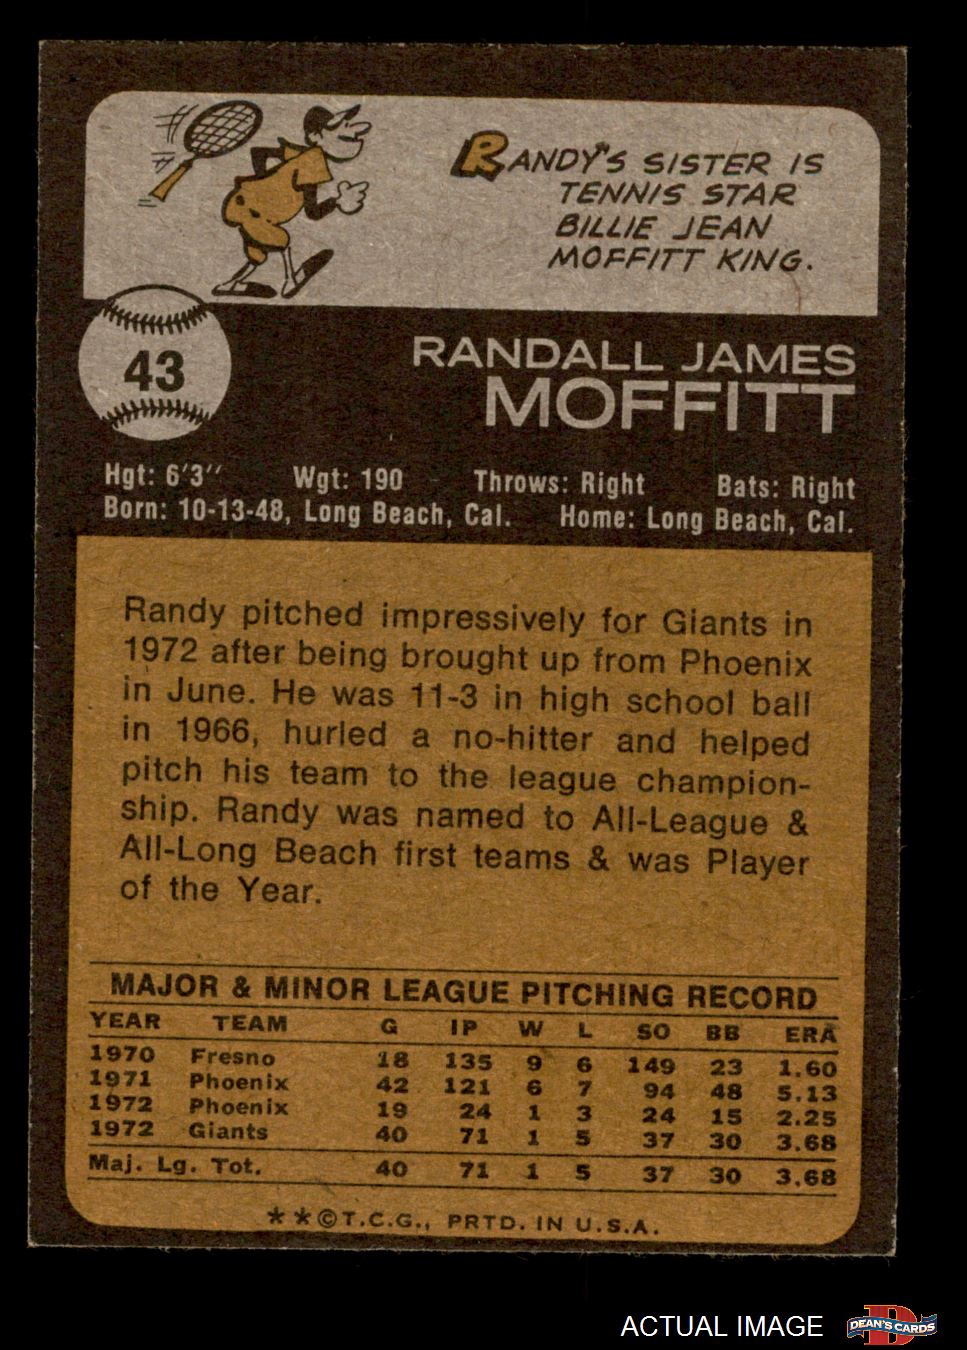 RANDY'S SISTER IS
TENNIS STAR
BILLIE JEAN
MOFFITT KING.
43
RANDALL JAMES
MOFFITT
Hgt: 6'3'' Wgt: 190 Throws: Right Bats: Right
Born: 10-13-48, Long Beach, Cal. Home: Long Beach, Cal.
Randy pitched impressively for Giants in
1972 after being brought up from Phoenix
in June. He was 11-3 in high school ball
in 1966, hurled a no-hitter and helped
pitch his team to the league champion-
ship. Randy was named to All-League &
All-Long Beach first teams & was Player
of the Year.
MAJOR & MINOR LEAGUE PITCHING RECORD
YEAR TEAM G IP W L SO BB ERA
1970 Fresno 18 135 9 6 149 23 1.60
1971 Phoenix 42 121 6 7 94 48 5.13
1972 Phoenix 19 24 1 3 24 15 2.25
1972 Giants 40 71 1 5 37 30 3.68
Maj. Lg. Tot. 40 71 1 5 37 30 3.68
**©T.C.G., PRTD. IN U.S.A.
ACTUAL IMAGE
DEAN'S CARDS